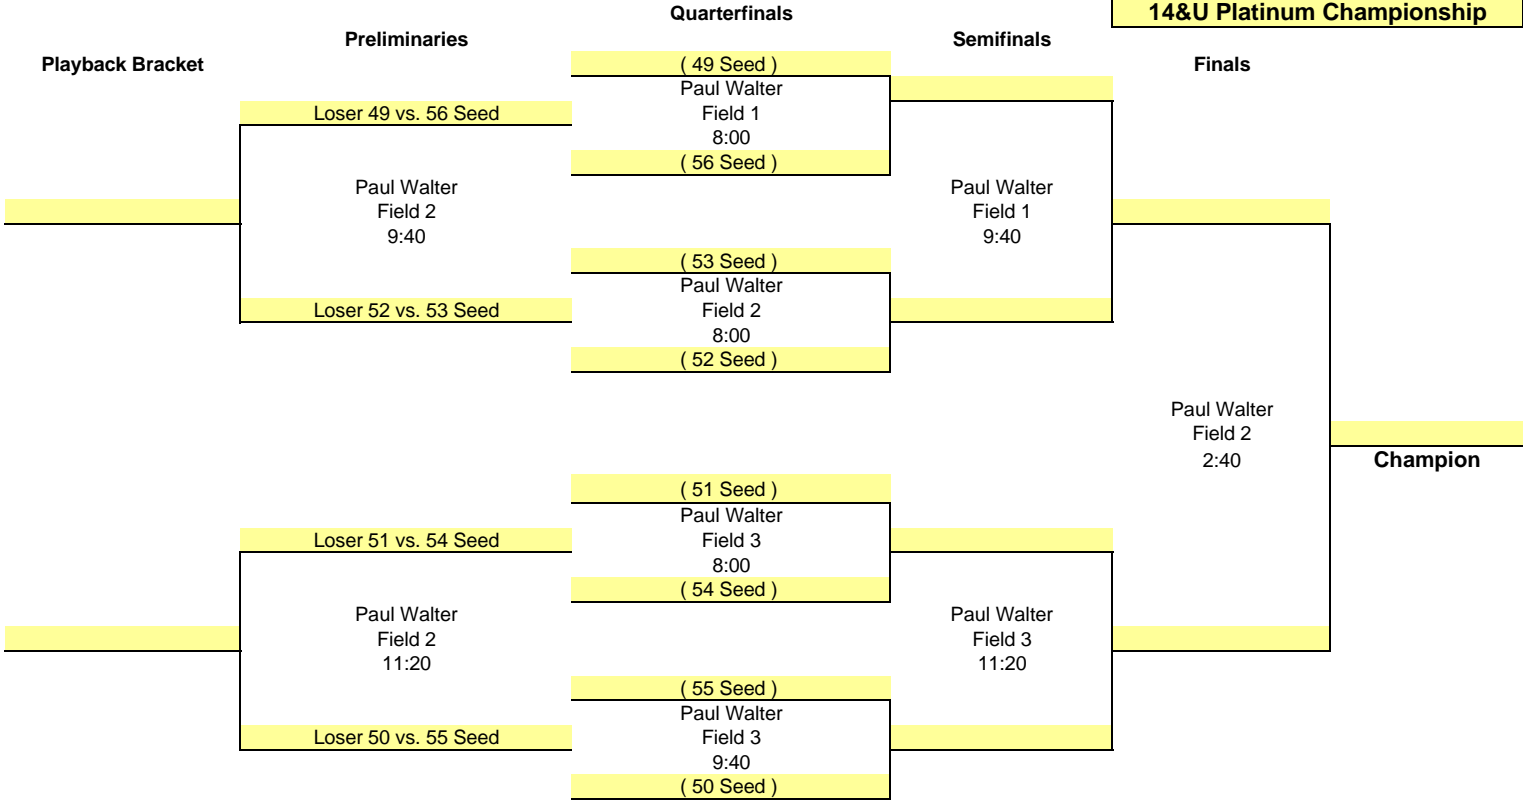 Quarterfinals
14&U Platinum Championship
Preliminaries
Semifinals
Playback Bracket
Finals
( 49 Seed )
Paul Walter
Field 1
8:00
( 56 Seed )
Loser 49 vs. 56 Seed
Paul Walter
Field 2
9:40
Loser 52 vs. 53 Seed
Paul Walter
Field 1
9:40
( 53 Seed )
Paul Walter
Field 2
8:00
( 52 Seed )
Paul Walter
Field 2
2:40
Champion
( 51 Seed )
Paul Walter
Field 3
8:00
( 54 Seed )
Loser 51 vs. 54 Seed
Paul Walter
Field 2
11:20
Loser 50 vs. 55 Seed
Paul Walter
Field 3
11:20
( 55 Seed )
Paul Walter
Field 3
9:40
( 50 Seed )